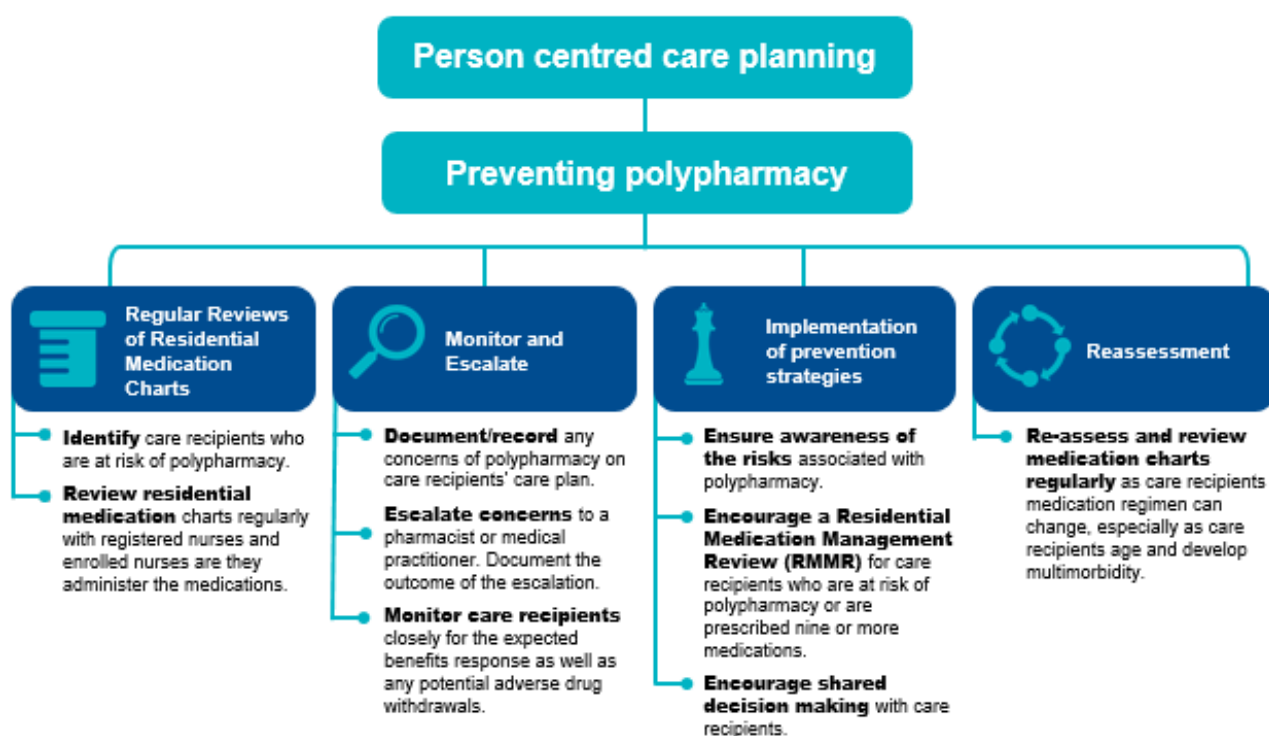 Person centred care planning
Preventing polypharmacy
Regular Reviews
of Residential
Medication
Charts
Identify care recipients who
are at risk of polypharmacy.
Review residential
medication charts regularly
with registered nurses and
enrolled nurses are they
administer the medications.
Monitor and
Escalate
Document/record any
concerns of polypharmacy on
care recipients' care plan.
Escalate concerns to a
pharmacist or medical
practitioner. Document the
outcome of the escalation.
Monitor care recipients
closely for the expected
benefits response as well as
any potential adverse drug
withdrawals.
Implementation
of prevention
strategies
Ensure awareness of
the risks associated with
polypharmacy.
Encourage a Residential
Medication Management
Review (RMMR) for care
recipients who are at risk of
polypharmacy or are
prescribed nine or more
medications.
Encourage shared
decision making with care
recipients.
Reassessment
Re-assess and review
medication charts
regularly as care recipients
medication regimen can
change, especially as care
recipients age and develop
multimorbidity.